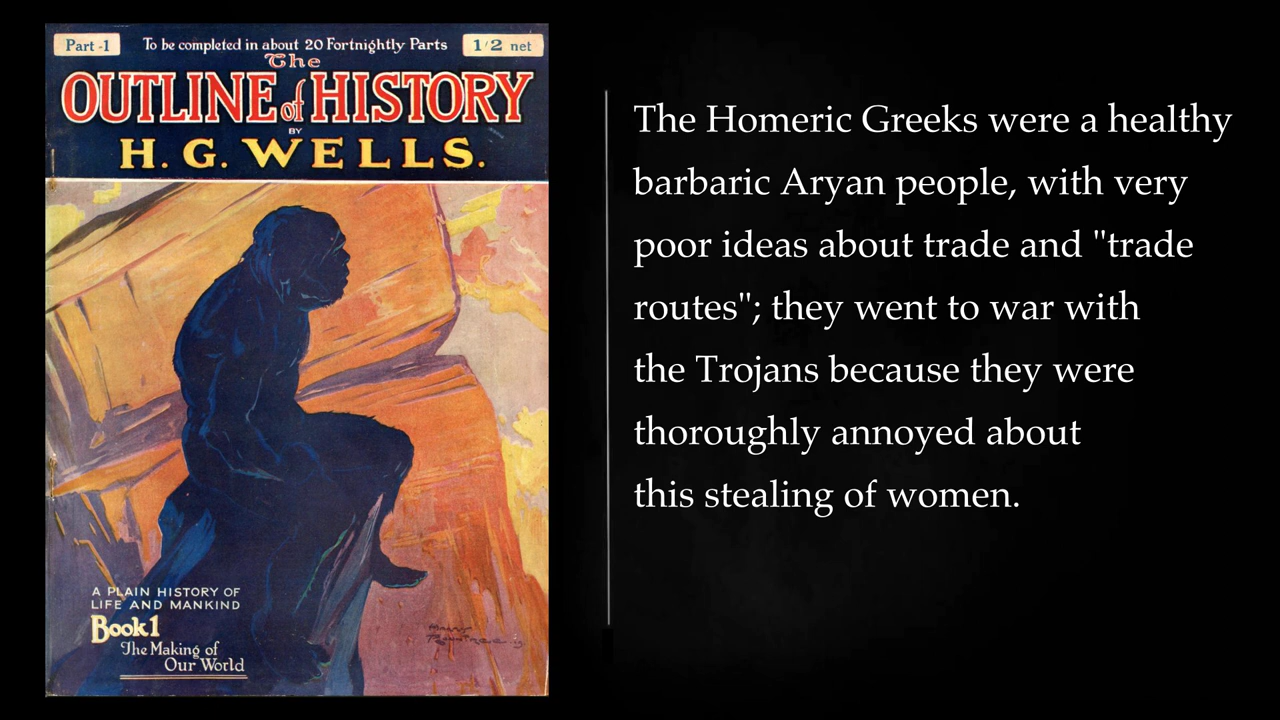 Part -1
To be completed in about 20 Fortnightly Parts
1/2 net
The
OUTLINE of HISTORY
BY
H. G. WELLS.
A PLAIN HISTORY OF
LIFE AND MANKIND
Book 1
The Making of
Our World
The Homeric Greeks were a healthy
barbaric Aryan people, with very
poor ideas about trade and "trade
routes"; they went to war with
the Trojans because they were
thoroughly annoyed about
this stealing of women.